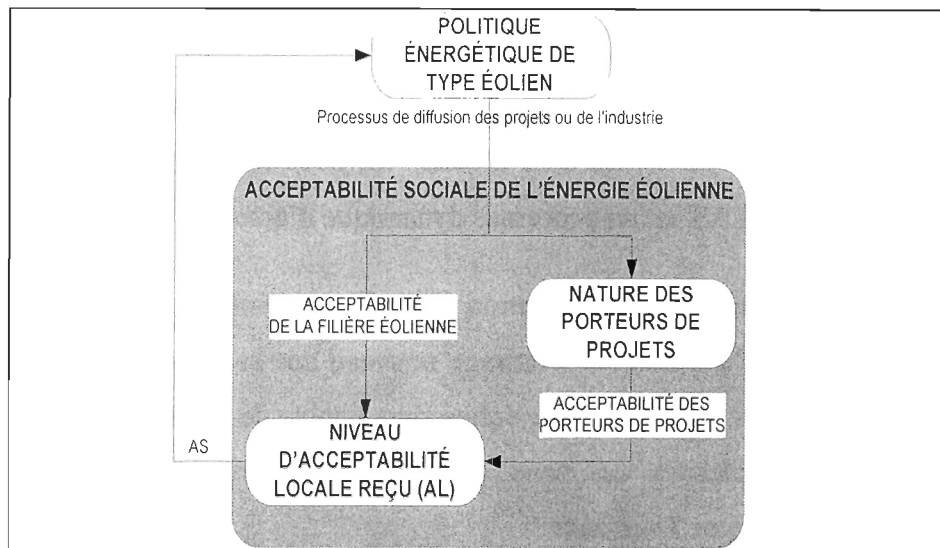 POLITIQUE
ÉNERGÉTIQUE DE
TYPE ÉOLIEN
Processus de diffusion des projets ou de l'industrie
ACCEPTABILITÉ SOCIALE DE L'ÉNERGIE ÉOLIENNE
ACCEPTABILITÉ
DE LA FILIÈRE ÉOLIENNE
NATURE DES
PORTEURS DE
PROJETS
ACCEPTABILITÉ DES
PORTEURS DE PROJETS
AS
NIVEAU
D'ACCEPTABILITÉ
LOCALE REÇU (AL)